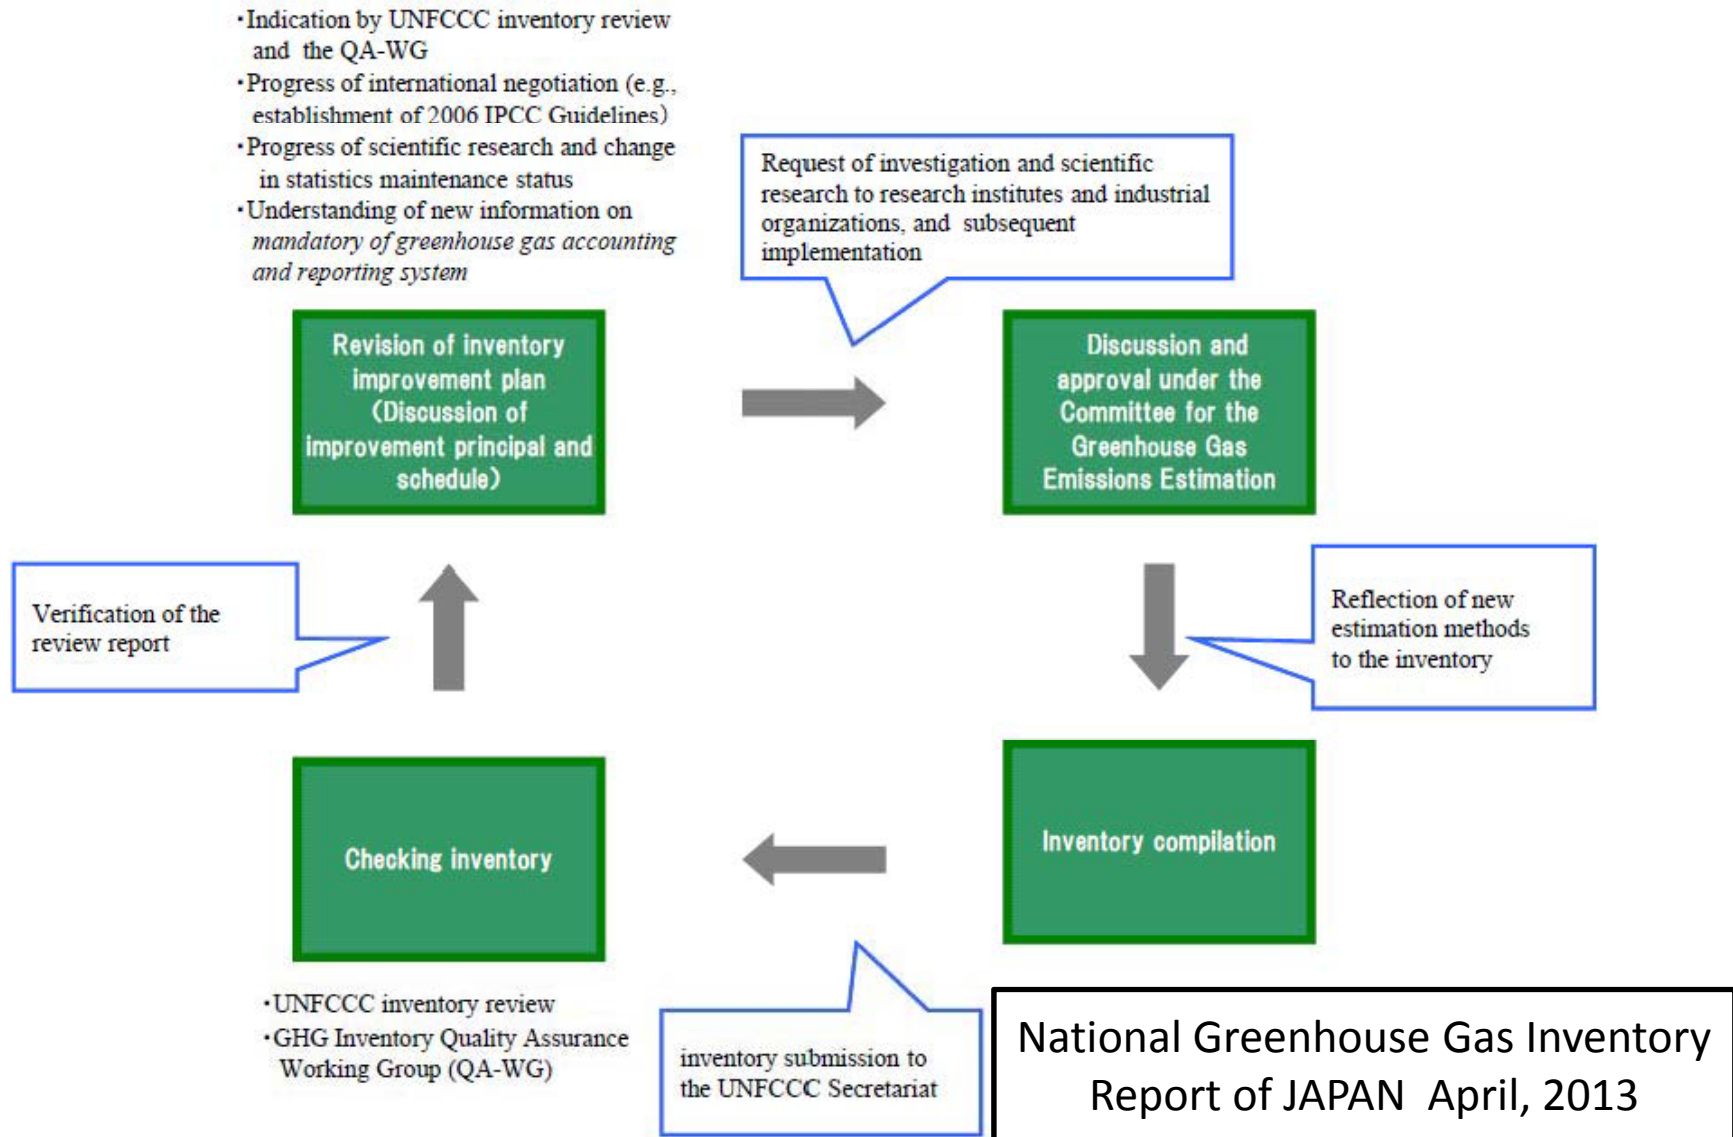 ・Indication by UNFCCC inventory review
and the QA-WG
・Progress of international negotiation (e.g.,
establishment of 2006 IPCC Guidelines)
・Progress of scientific research and change
in statistics maintenance status
・Understanding of new information on
mandatory of greenhouse gas accounting
and reporting system
Request of investigation and scientific
research to research institutes and industrial
organizations, and subsequent
implementation
Revision of inventory
improvement plan
(Discussion of
improvement principal and
schedule)
Discussion and
approval under the
Committee for the
Greenhouse Gas
Emissions Estimation
Verification of the
review report
Reflection of new
estimation methods
to the inventory
Checking inventory
Inventory compilation
・UNFCCC inventory review
・GHG Inventory Quality Assurance
Working Group (QA-WG)
inventory submission to
the UNFCCC Secretariat
National Greenhouse Gas Inventory
Report of JAPAN April, 2013